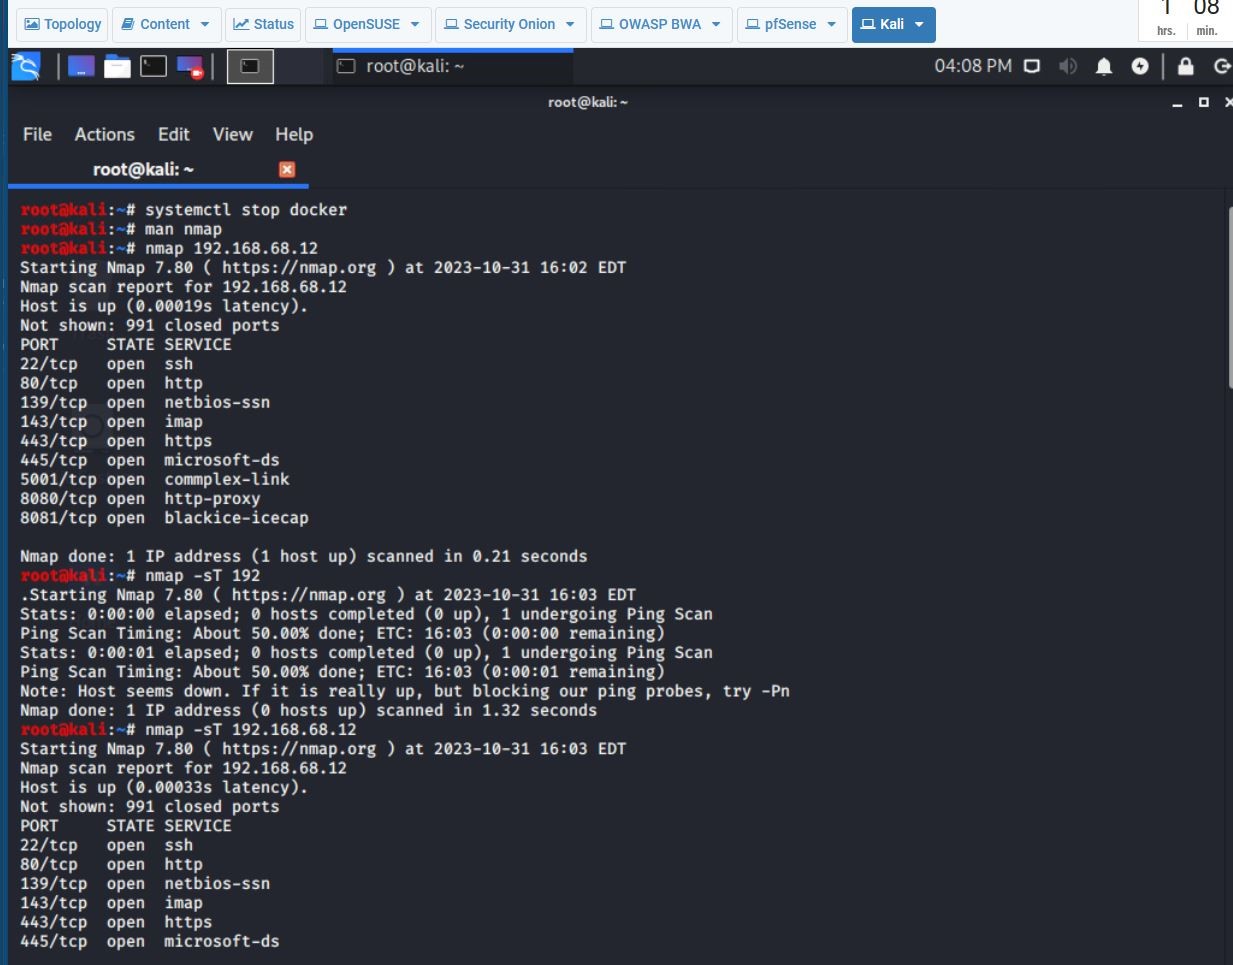 Topology Content Status OpenSUSE Security Onion OWASP BWA pfSense Kali 1 08
hrs. min.
root@kali: ~ 04:08 PM
root@kali: ~
File Actions Edit View Help
root@kali: ~
root@kali:~# systemctl stop docker
root@kali:~# man nmap
root@kali:~# nmap 192.168.68.12
Starting Nmap 7.80 ( https://nmap.org ) at 2023-10-31 16:02 EDT
Nmap scan report for 192.168.68.12
Host is up (0.00019s latency).
Not shown: 991 closed ports
PORT     STATE SERVICE
22/tcp   open  ssh
80/tcp   open  http
139/tcp  open  netbios-ssn
143/tcp  open  imap
443/tcp  open  https
445/tcp  open  microsoft-ds
5001/tcp open  commplex-link
8080/tcp open  http-proxy
8081/tcp open  blackice-icecap
Nmap done: 1 IP address (1 host up) scanned in 0.21 seconds
root@kali:~# nmap -sT 192
.Starting Nmap 7.80 ( https://nmap.org ) at 2023-10-31 16:03 EDT
Stats: 0:00:00 elapsed; 0 hosts completed (0 up), 1 undergoing Ping Scan
Ping Scan Timing: About 50.00% done; ETC: 16:03 (0:00:00 remaining)
Stats: 0:00:01 elapsed; 0 hosts completed (0 up), 1 undergoing Ping Scan
Ping Scan Timing: About 50.00% done; ETC: 16:03 (0:00:01 remaining)
Note: Host seems down. If it is really up, but blocking our ping probes, try -Pn
Nmap done: 1 IP address (0 hosts up) scanned in 1.32 seconds
root@kali:~# nmap -sT 192.168.68.12
Starting Nmap 7.80 ( https://nmap.org ) at 2023-10-31 16:03 EDT
Nmap scan report for 192.168.68.12
Host is up (0.00033s latency).
Not shown: 991 closed ports
PORT     STATE SERVICE
22/tcp   open  ssh
80/tcp   open  http
139/tcp  open  netbios-ssn
143/tcp  open  imap
443/tcp  open  https
445/tcp  open  microsoft-ds